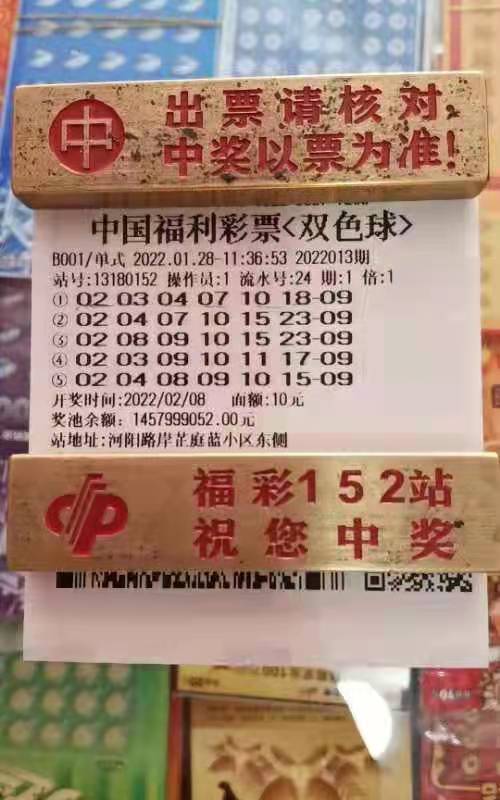 中
出票请核对
中奖以票为准!
中国福利彩票<双色球>
B001/单式 2022.01.28-11:36:53 2022013期
站号:13180152 操作员:1 流水号:24 期:1 倍:1
① 02 03 04 07 10 18-09
② 02 04 07 10 15 23-09
③ 02 08 09 10 15 23-09
④ 02 03 09 10 11 17-09
⑤ 02 04 08 09 10 15-09
开奖时间:2022/02/08 面额:10元
奖池余额: 1457999052.00元
站地址:河阳路岸芷庭蓝小区东侧
福彩152站
祝您中奖